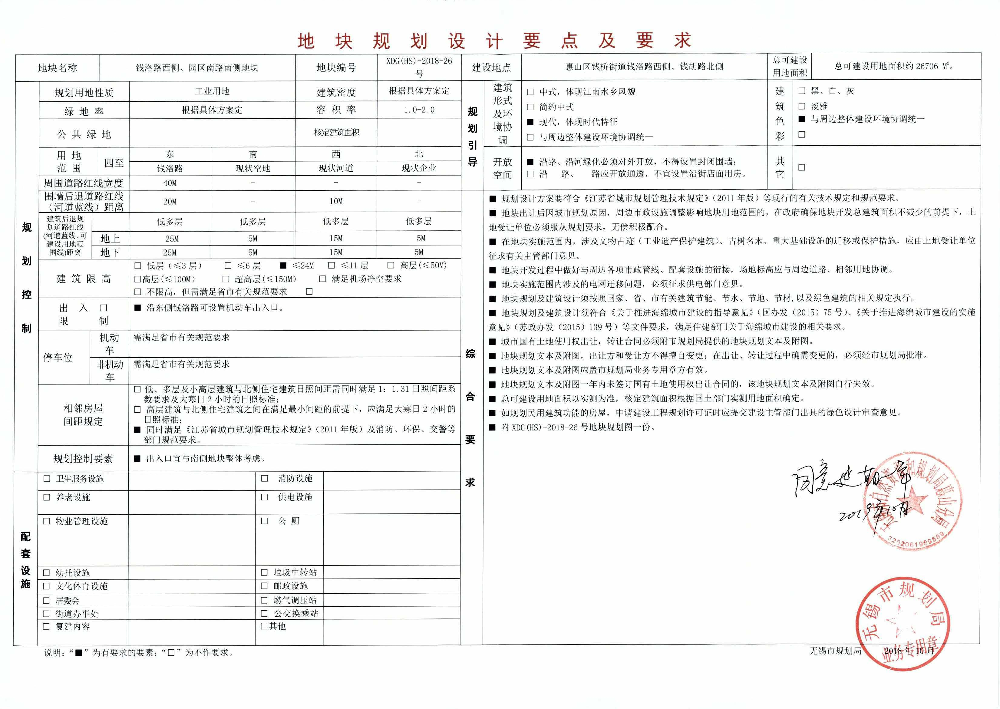 地块规划设计要点及要求
地块名称 钱洛路西侧、园区南路南侧地块 地块编号 XDG(HS)-2018-26号 建设地点 惠山区钱桥街道钱洛路西侧、钱胡路北侧 总可建设用地面积 总可建设用地面积约26706 M²。
规划控制
规划用地性质 工业用地 建筑密度 根据具体方案定
绿地率 根据具体方案定 容积率 1.0-2.0
公共绿地 核定建筑面积
用地范围 四至 东 南 西 北
钱洛路 现状空地 现状河道 现状企业
周围道路红线宽度 40M - - -
围墙后退道路红线（河道蓝线）距离 20M - 10M -
建筑后退规划道路红线(河道蓝线、可建设用地范围线)距离 低多层 低多层 低多层 低多层
地上 25M 5M 15M 5M
地下 25M 5M 15M 5M
建筑限高 □ 低层（≤3层） □ ≤6层 ■ ≤24M □ ≤11层 □ 高层(≤50M)
□高层(≤100M) □ 超高层(≤150M) □ 满足机场净空要求
□ 不限高，但需满足省市有关规范要求 □
出入口限制 ■ 沿东侧钱洛路可设置机动车出入口。
停车位 机动车 需满足省市有关规范要求
非机动车 需满足省市有关规范要求
相邻房屋间距规定
□ 低、多层及小高层建筑与北侧住宅建筑日照间距需同时满足1：1.31日照间距系
数要求及大寒日2小时的日照标准；
□ 高层建筑与北侧住宅建筑之间在满足最小间距的前提下，应满足大寒日2小时的
日照标准；
■ 同时满足《江苏省城市规划管理技术规定》（2011年版）及消防、环保、交警等
部门规范要求。
规划控制要素 ■ 出入口宜与南侧地块整体考虑。
配套设施
□ 卫生服务设施 □ 消防设施
□ 养老设施 □ 供电设施
□ 物业管理设施 □ 公厕
□ 幼托设施 □ 垃圾中转站
□ 文化体育设施 □ 邮政设施
□ 居委会 □ 燃气调压站
□ 街道办事处 □ 公交换乘站
□ 复建内容 □其他
规划引导
建筑形式及环境协调
□ 中式，体现江南水乡风貌
□ 简约中式
■ 现代，体现时代特征
□ 与周边整体建设环境协调统一
建筑色彩
□ 黑、白、灰
□ 淡雅
■ 与周边整体建设环境协调统一
□
开放空间
■ 沿路、沿河绿化必须对外开放，不得设置封闭围墙；
□ 沿 路、 路应开放通透，不宜设置沿街店面用房。
其它 □
综合要求
■ 规划设计方案要符合《江苏省城市规划管理技术规定》（2011年版）等现行的有关技术规定和规范要求。
■ 地块出让后因城市规划原因，周边市政设施调整影响地块用地范围的，在政府确保地块开发总建筑面积不减少的前提下，土
地受让单位必须服从规划要求，无偿积极配合。
■ 在地块实施范围内，涉及文物古迹（工业遗产保护建筑）、古树名木、重大基础设施的迁移或保护措施，应由土地受让单位
征求有关主管部门意见。
■ 地块开发过程中做好与周边各项市政管线、配套设施的衔接，场地标高应与周边道路、相邻用地协调。
■ 地块实施范围内涉及的电网迁移问题，必须征求供电部门意见。
■ 地块规划及建筑设计须按照国家、省、市有关建筑节能、节水、节地、节材,以及绿色建筑的相关规定执行。
■ 地块规划及建筑设计须符合《关于推进海绵城市建设的指导意见》（国办发（2015）75号）、《关于推进海绵城市建设的实施
意见》（苏政办发（2015）139号）等文件要求，满足住建部门关于海绵城市建设的相关要求。
■ 城市国有土地使用权出让，转让合同必须附市规划局提供的地块规划文本及附图。
■ 地块规划文本及附图，出让方和受让方不得擅自变更；在出让、转让过程中确需变更的，必须经市规划局批准。
■ 地块规划文本及附图应盖市规划局业务专用章方有效。
■ 地块规划文本及附图一年内未签订国有土地使用权出让合同的，该地块规划文本及附图自行失效。
■ 总可建设用地面积以实测为准，核定建筑面积根据国土部门实测用地面积确定。
■ 如规划民用建筑功能的房屋，申请建设工程规划许可证时应提交建设主管部门出具的绿色设计审查意见。
■ 附XDG(HS)-2018-26号地块规划图一份。
同意延期一年
2019年10月
无锡市自然资源和规划局惠山分局
3202061969589
无锡市规划局
业务专用章
说明：“■”为有要求的要素；“□”为不作要求。
无锡市规划局 2018年10月